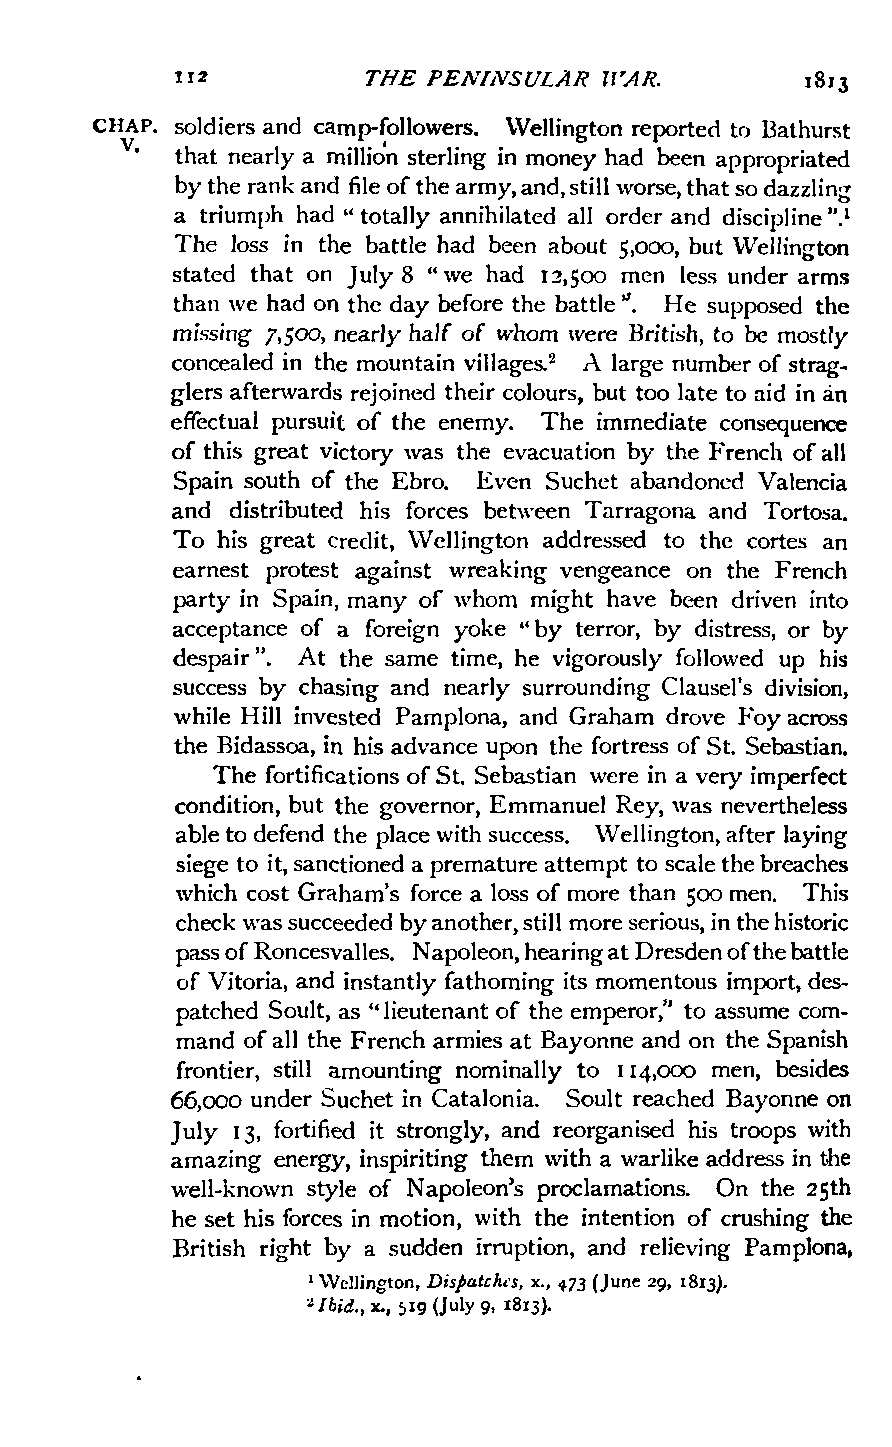 112 THE PENINSULAR WAR. 1813
CHAP. soldiers and camp-followers. Wellington reported to Bathurst
V. that nearly a million sterling in money had been appropriated
by the rank and file of the army, and, still worse, that so dazzling
a triumph had “totally annihilated all order and discipline”.¹
The loss in the battle had been about 5,000, but Wellington
stated that on July 8 “we had 12,500 men less under arms
than we had on the day before the battle”. He supposed the
missing 7,500, nearly half of whom were British, to be mostly
concealed in the mountain villages.² A large number of strag-
glers afterwards rejoined their colours, but too late to aid in an
effectual pursuit of the enemy. The immediate consequence
of this great victory was the evacuation by the French of all
Spain south of the Ebro. Even Suchet abandoned Valencia
and distributed his forces between Tarragona and Tortosa.
To his great credit, Wellington addressed to the cortes an
earnest protest against wreaking vengeance on the French
party in Spain, many of whom might have been driven into
acceptance of a foreign yoke “by terror, by distress, or by
despair”. At the same time, he vigorously followed up his
success by chasing and nearly surrounding Clausel's division,
while Hill invested Pamplona, and Graham drove Foy across
the Bidassoa, in his advance upon the fortress of St. Sebastian.
The fortifications of St. Sebastian were in a very imperfect
condition, but the governor, Emmanuel Rey, was nevertheless
able to defend the place with success. Wellington, after laying
siege to it, sanctioned a premature attempt to scale the breaches
which cost Graham's force a loss of more than 500 men. This
check was succeeded by another, still more serious, in the historic
pass of Roncesvalles. Napoleon, hearing at Dresden of the battle
of Vitoria, and instantly fathoming its momentous import, des-
patched Soult, as “lieutenant of the emperor,” to assume com-
mand of all the French armies at Bayonne and on the Spanish
frontier, still amounting nominally to 114,000 men, besides
66,000 under Suchet in Catalonia. Soult reached Bayonne on
July 13, fortified it strongly, and reorganised his troops with
amazing energy, inspiriting them with a warlike address in the
well-known style of Napoleon's proclamations. On the 25th
he set his forces in motion, with the intention of crushing the
British right by a sudden irruption, and relieving Pamplona,
¹ Wellington, Dispatches, x., 473 (June 29, 1813).
² Ibid., x., 519 (July 9, 1813).